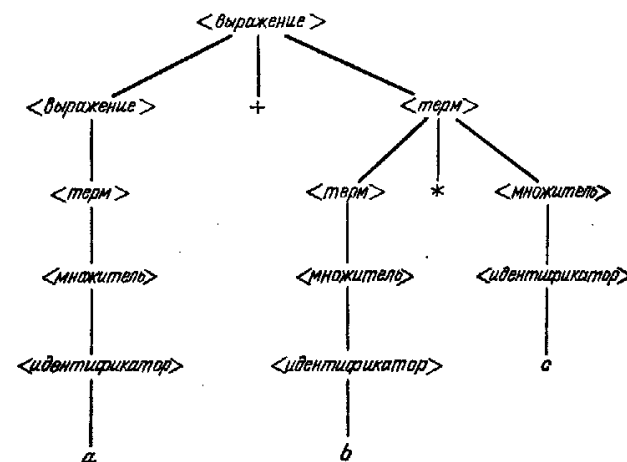 <выражение>
<выражение> + <терм>
<терм> <терм> * <множитель>
<множитель> <множитель> <идентификатор>
<идентификатор> <идентификатор> c
a b